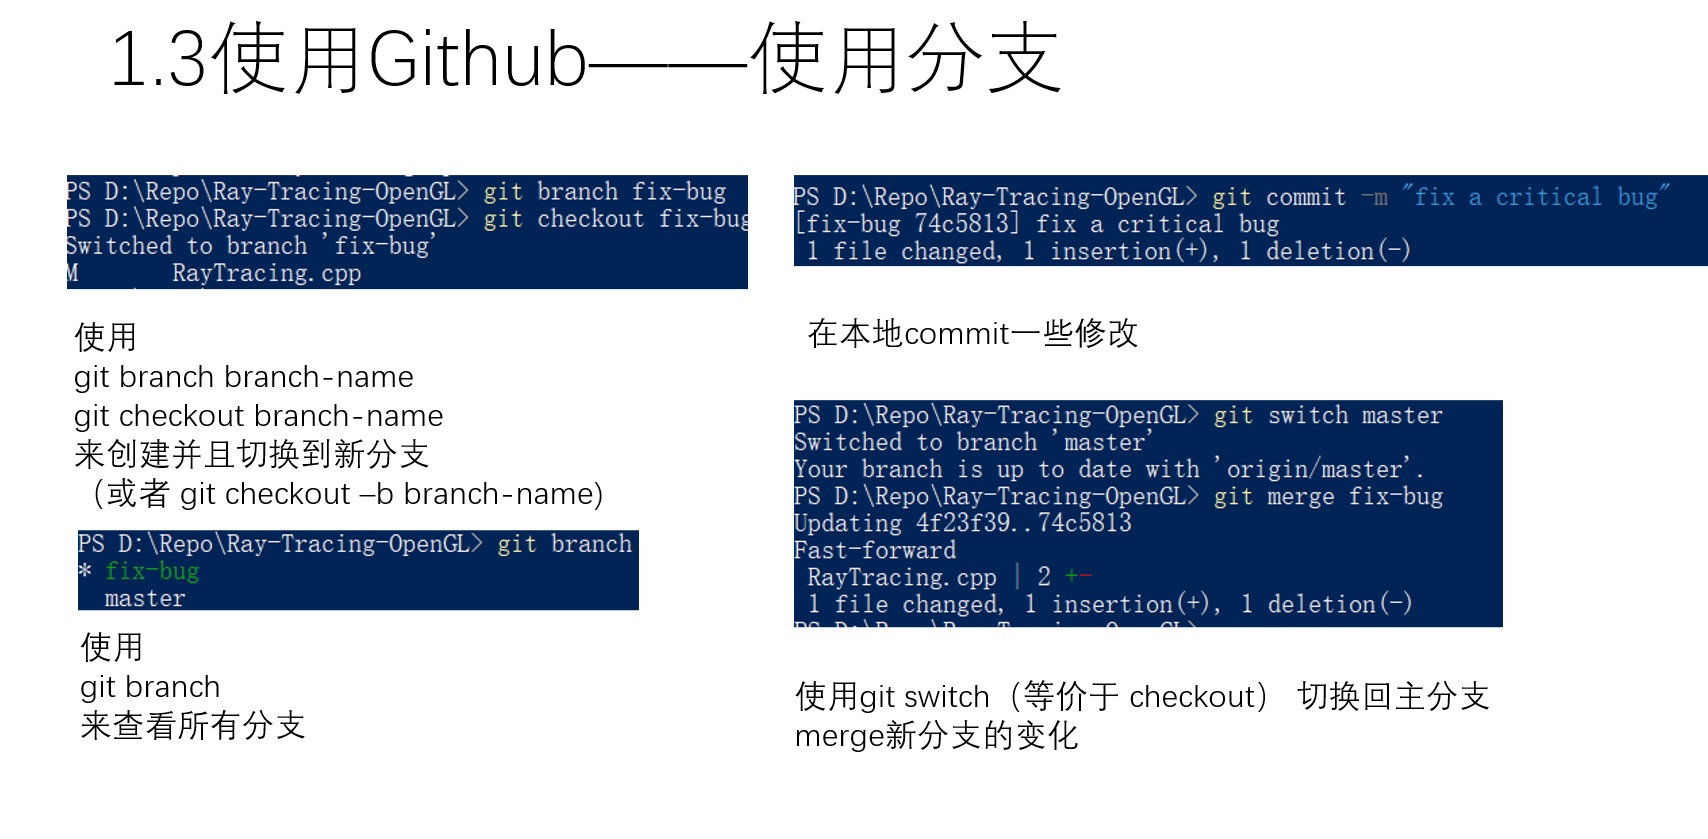 1.3使用Github——使用分支
PS D:\Repo\Ray-Tracing-OpenGL> git branch fix-bug
PS D:\Repo\Ray-Tracing-OpenGL> git checkout fix-bug
Switched to branch 'fix-bug'
M RayTracing.cpp
使用
git branch branch-name
git checkout branch-name
来创建并且切换到新分支
（或者 git checkout –b branch-name)
PS D:\Repo\Ray-Tracing-OpenGL> git branch
* fix-bug
master
使用
git branch
来查看所有分支
PS D:\Repo\Ray-Tracing-OpenGL> git commit -m "fix a critical bug"
[fix-bug 74c5813] fix a critical bug
1 file changed, 1 insertion(+), 1 deletion(-)
在本地commit一些修改
PS D:\Repo\Ray-Tracing-OpenGL> git switch master
Switched to branch 'master'
Your branch is up to date with 'origin/master'.
PS D:\Repo\Ray-Tracing-OpenGL> git merge fix-bug
Updating 4f23f39..74c5813
Fast-forward
RayTracing.cpp | 2 +-
1 file changed, 1 insertion(+), 1 deletion(-)
使用git switch（等价于 checkout） 切换回主分支
merge新分支的变化